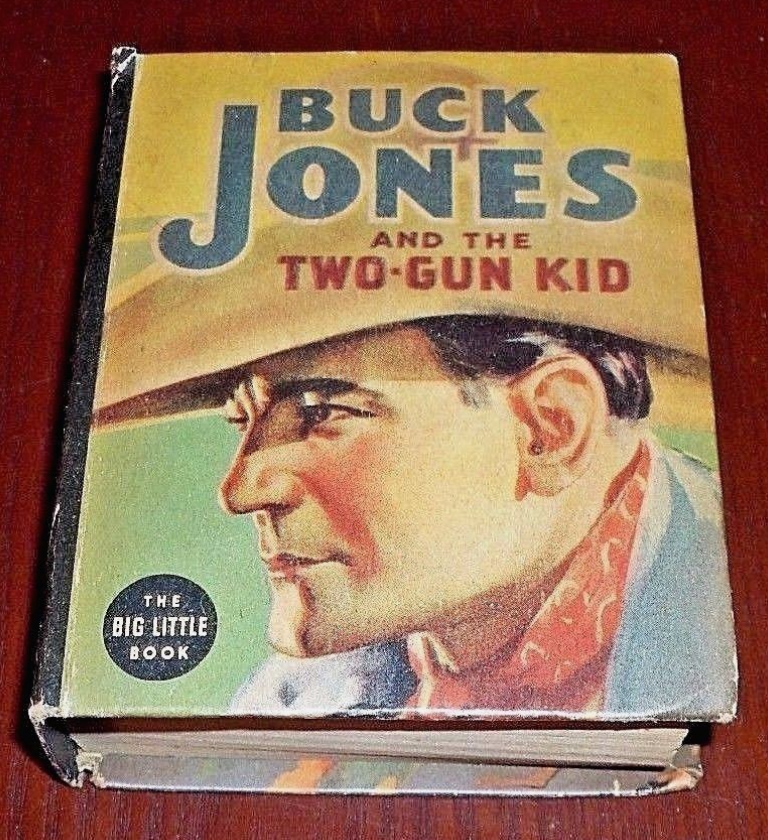 BUCK
JONES
AND THE
TWO-GUN KID
THE
BIG LITTLE
BOOK